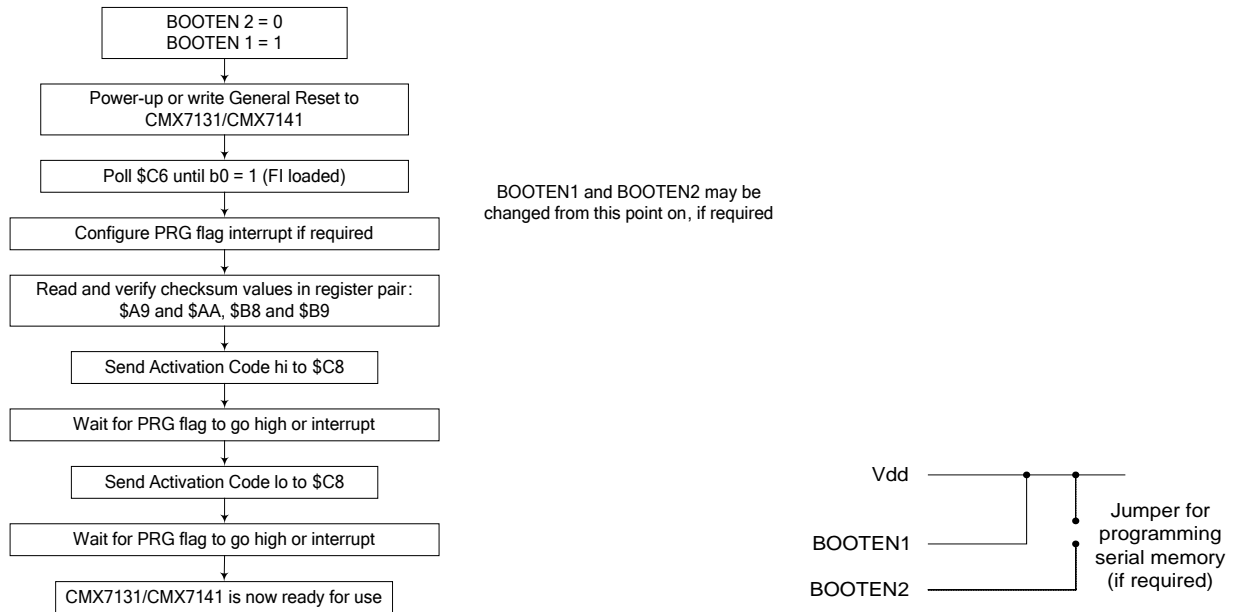 BOOTEN 2 = 0
BOOTEN 1 = 1
Power-up or write General Reset to
CMX7131/CMX7141
Poll $C6 until b0 = 1 (FI loaded)
BOOTEN1 and BOOTEN2 may be
changed from this point on, if required
Configure PRG flag interrupt if required
Read and verify checksum values in register pair:
$A9 and $AA, $B8 and $B9
Send Activation Code hi to $C8
Wait for PRG flag to go high or interrupt
Send Activation Code lo to $C8
Wait for PRG flag to go high or interrupt
CMX7131/CMX7141 is now ready for use
Vdd
BOOTEN1
BOOTEN2
Jumper for
programming
serial memory
(if required)